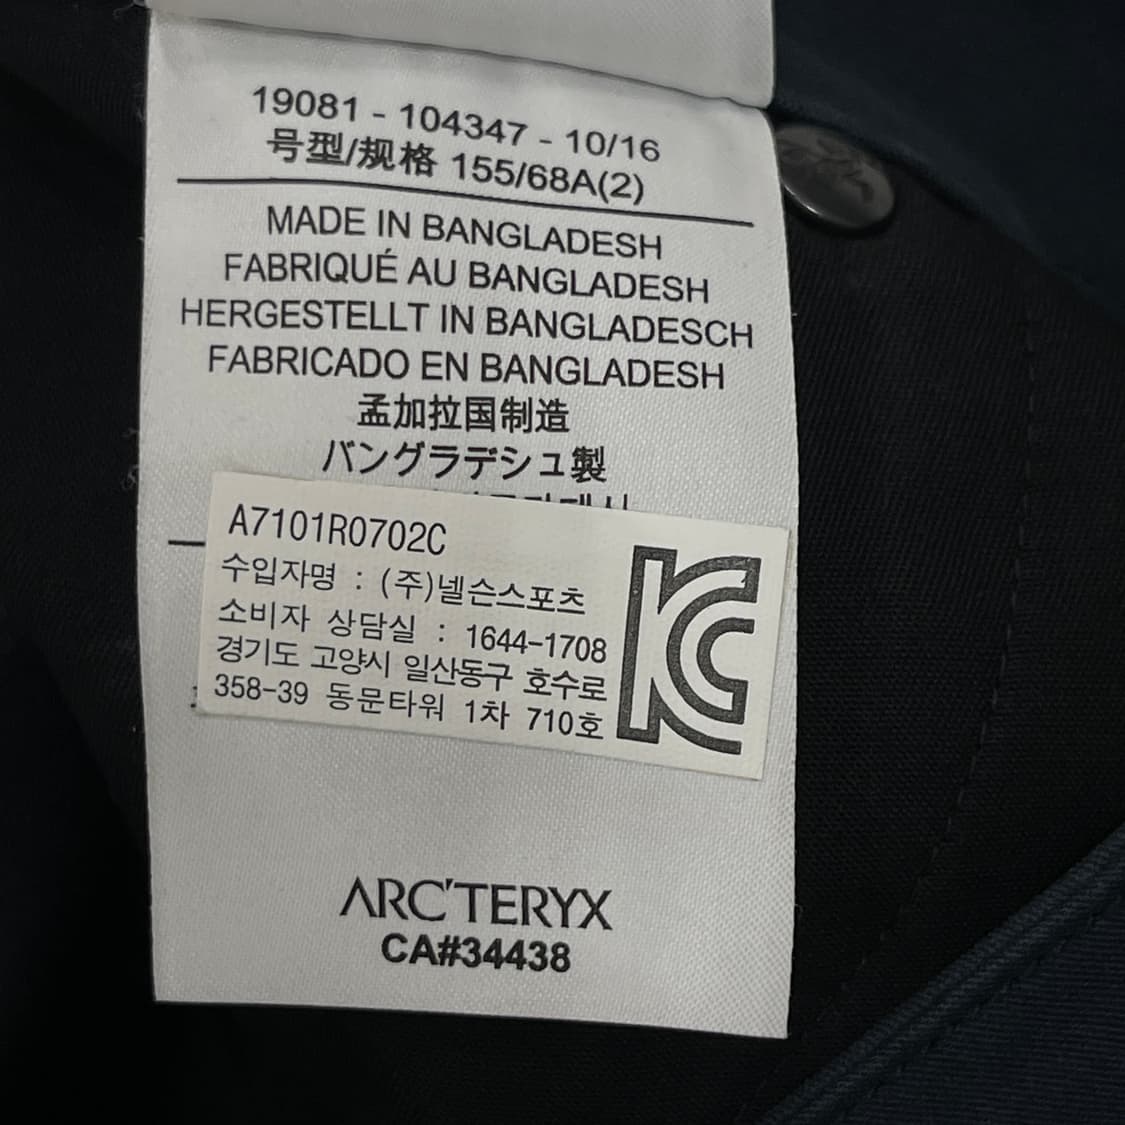 19081 - 104347 - 10/16
号型/规格 155/68A(2)
MADE IN BANGLADESH
FABRIQUÉ AU BANGLADESH
HERGESTELLT IN BANGLADESCH
FABRICADO EN BANGLADESH
孟加拉国制造
バングラデシュ製
A7101R0702C
수입자명 : (주)넬슨스포츠
소비자 상담실 : 1644-1708
경기도 고양시 일산동구 호수로
358-39 동문타워 1차 710호
KC
ARC'TERYX
CA#34438